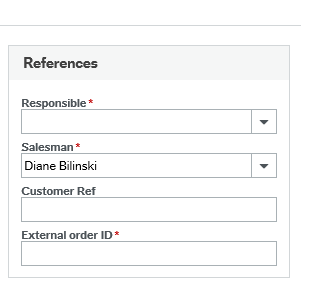 References
Responsible *
Salesman *
Diane Bilinski
Customer Ref
External order ID *